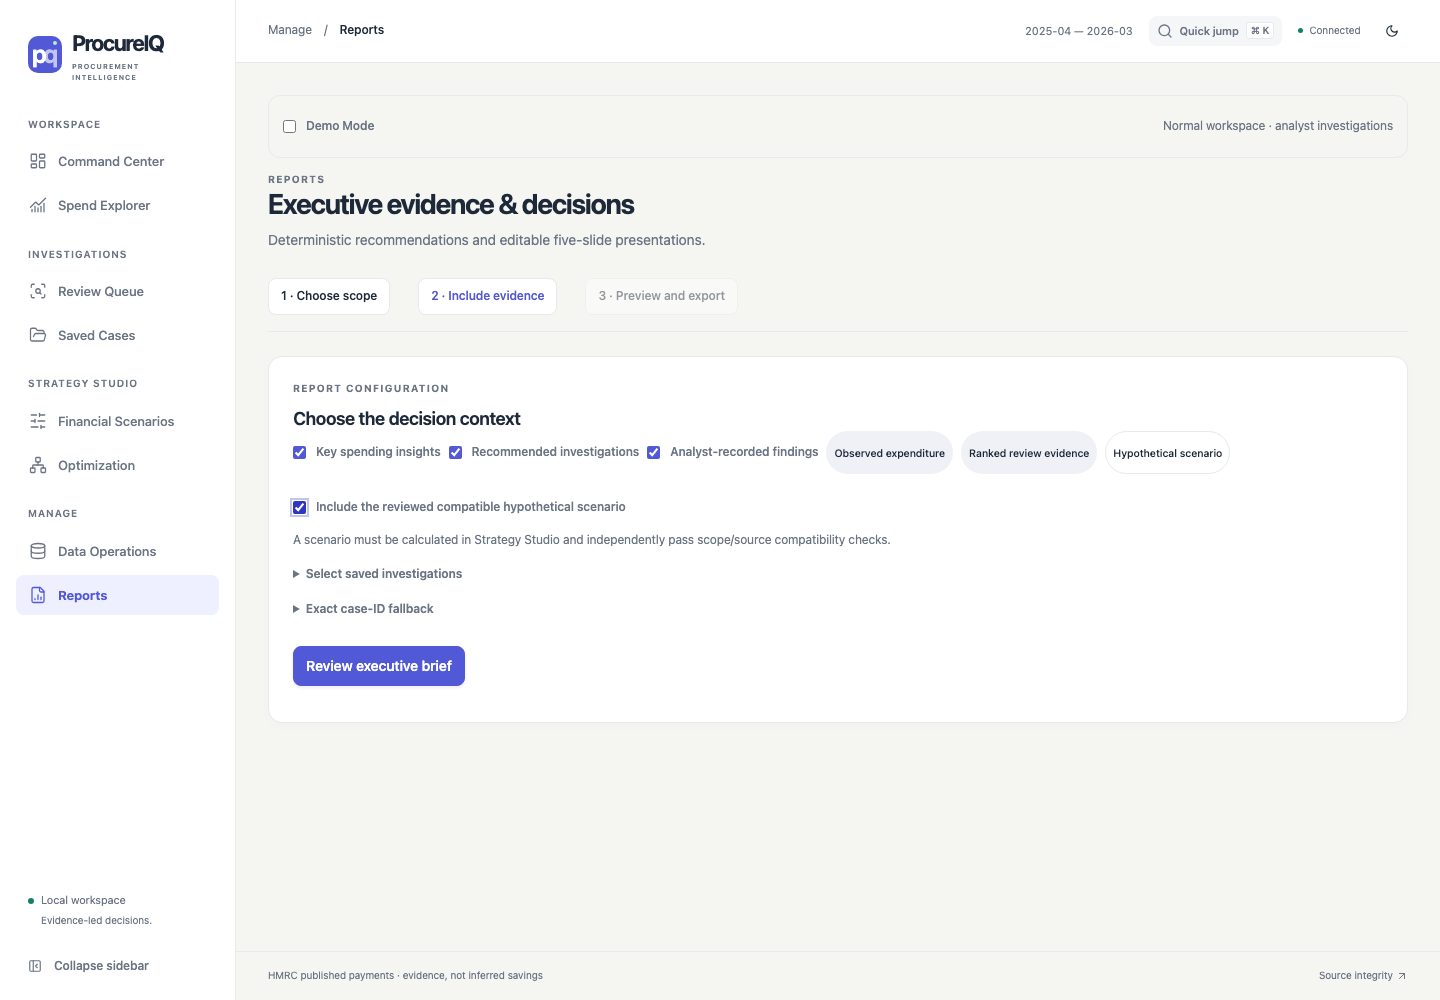 pq
ProcureIQ
PROCUREMENT
INTELLIGENCE
WORKSPACE
Command Center
Spend Explorer
INVESTIGATIONS
Review Queue
Saved Cases
STRATEGY STUDIO
Financial Scenarios
Optimization
MANAGE
Data Operations
Reports
Local workspace
Evidence-led decisions.
Collapse sidebar
Manage / Reports
2025-04 — 2026-03
Quick jump ⌘ K
Connected
Demo Mode
Normal workspace · analyst investigations
REPORTS
Executive evidence & decisions
Deterministic recommendations and editable five-slide presentations.
1 · Choose scope
2 · Include evidence
3 · Preview and export
REPORT CONFIGURATION
Choose the decision context
Key spending insights
Recommended investigations
Analyst-recorded findings
Observed expenditure
Ranked review evidence
Hypothetical scenario
Include the reviewed compatible hypothetical scenario
A scenario must be calculated in Strategy Studio and independently pass scope/source compatibility checks.
Select saved investigations
Exact case-ID fallback
Review executive brief
HMRC published payments · evidence, not inferred savings
Source integrity